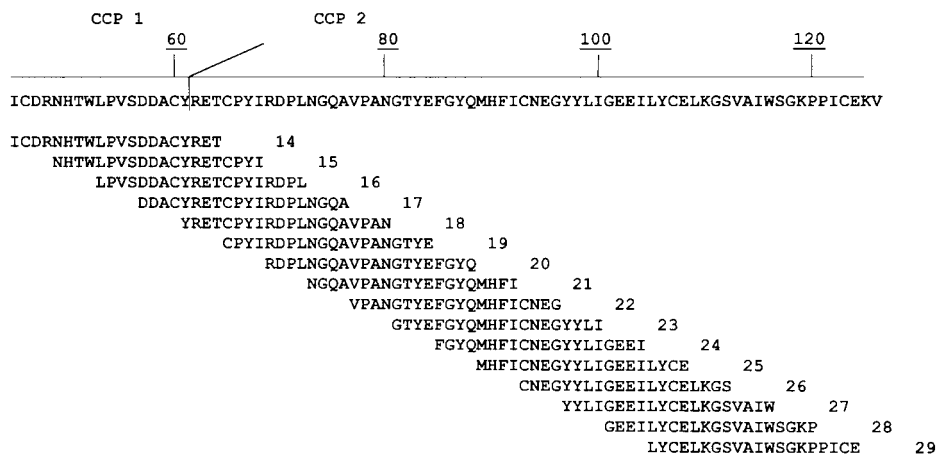 CCP 1 CCP 2
60 80 100 120
ICDRNHTWLPVSDDACYRETCPYIRDPLNGQAVPANGTYEFGYQMHFICNEGYYLIGEEILYCELKGSVAIWSGKPPICEKV
ICDRNHTWLPVSDDACYRET 14
NHTWLPVSDDACYRETCPYI 15
LPVSDDACYRETCPYIRDPL 16
DDACYRETCPYIRDPLNGQA 17
YRETCPYIRDPLNGQAVPAN 18
CPYIRDPLNGQAVPANGTYE 19
RDPLNGQAVPANGTYEFGYQ 20
NGQAVPANGTYEFGYQMHFI 21
VPANGTYEFGYQMHFICNEG 22
GTYEFGYQMHFICNEGYYLI 23
FGYQMHFICNEGYYLIGEEI 24
MHFICNEGYYLIGEEILYCE 25
CNEGYYLIGEEILYCELKGS 26
YYLIGEEILYCELKGSVAIW 27
GEEILYCELKGSVAIWSGKP 28
LYCELKGSVAIWSGKPPICE 29